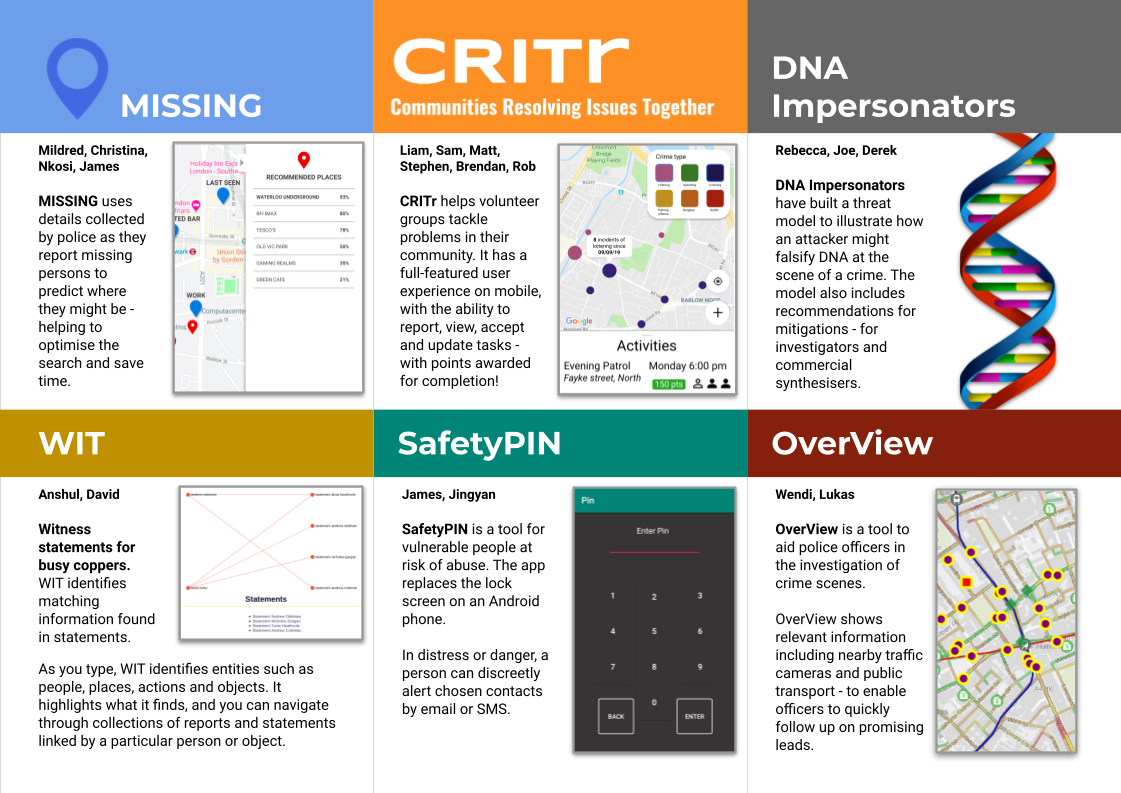 MISSING
Mildred, Christina,
Nkosi, James
MISSING uses
details collected
by police as they
report missing
persons to
predict where
they might be -
helping to
optimise the
search and save
time.
Holiday Inn Expr
London - Southw
LAST SEEN
TED BAR
Union Str
by Gordon
WORK
Computacenter
RECOMMENDED PLACES
WATERLOO UNDERGROUND 93%
BFI IMAX 80%
TESCO'S 78%
OLD VIC PARK 50%
GAMING REALMS 35%
GREEN CAFE 21%
CRITr
Communities Resolving Issues Together
Liam, Sam, Matt,
Stephen, Brendan, Rob
CRITr helps volunteer
groups tackle
problems in their
community. It has a
full-featured user
experience on mobile,
with the ability to
report, view, accept
and update tasks -
with points awarded
for completion!
Bridge
Playing Fields
Crime type
8 incidents of
loitering since
09/09/19
BARLOW MOOR
Google
Activities
Evening Patrol Monday 6:00 pm
Fayke street, North
150 pts
DNA
Impersonators
Rebecca, Joe, Derek
DNA Impersonators
have built a threat
model to illustrate how
an attacker might
falsify DNA at the
scene of a crime. The
model also includes
recommendations for
mitigations - for
investigators and
commercial
synthesisers.
WIT
Anshul, David
Witness
statements for
busy coppers.
WIT identifies
matching
information found
in statements.
Statements
As you type, WIT identifies entities such as
people, places, actions and objects. It
highlights what it finds, and you can navigate
through collections of reports and statements
linked by a particular person or object.
SafetyPIN
James, Jingyan
SafetyPIN is a tool for
vulnerable people at
risk of abuse. The app
replaces the lock
screen on an Android
phone.
In distress or danger, a
person can discreetly
alert chosen contacts
by email or SMS.
Pin
Enter Pin
1 2 3
4 5 6
7 8 9
0
BACK ENTER
OverView
Wendi, Lukas
OverView is a tool to
aid police officers in
the investigation of
crime scenes.
OverView shows
relevant information
including nearby traffic
cameras and public
transport - to enable
officers to quickly
follow up on promising
leads.